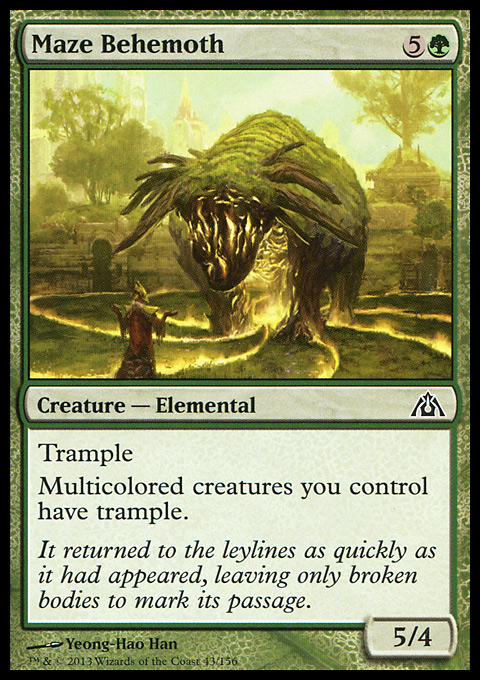 Maze Behemoth 5
Creature — Elemental
Trample
Multicolored creatures you control
have trample.
It returned to the leylines as quickly as
it had appeared, leaving only broken
bodies to mark its passage.
Yeong-Hao Han
5/4
™ & © 2013 Wizards of the Coast 43/156